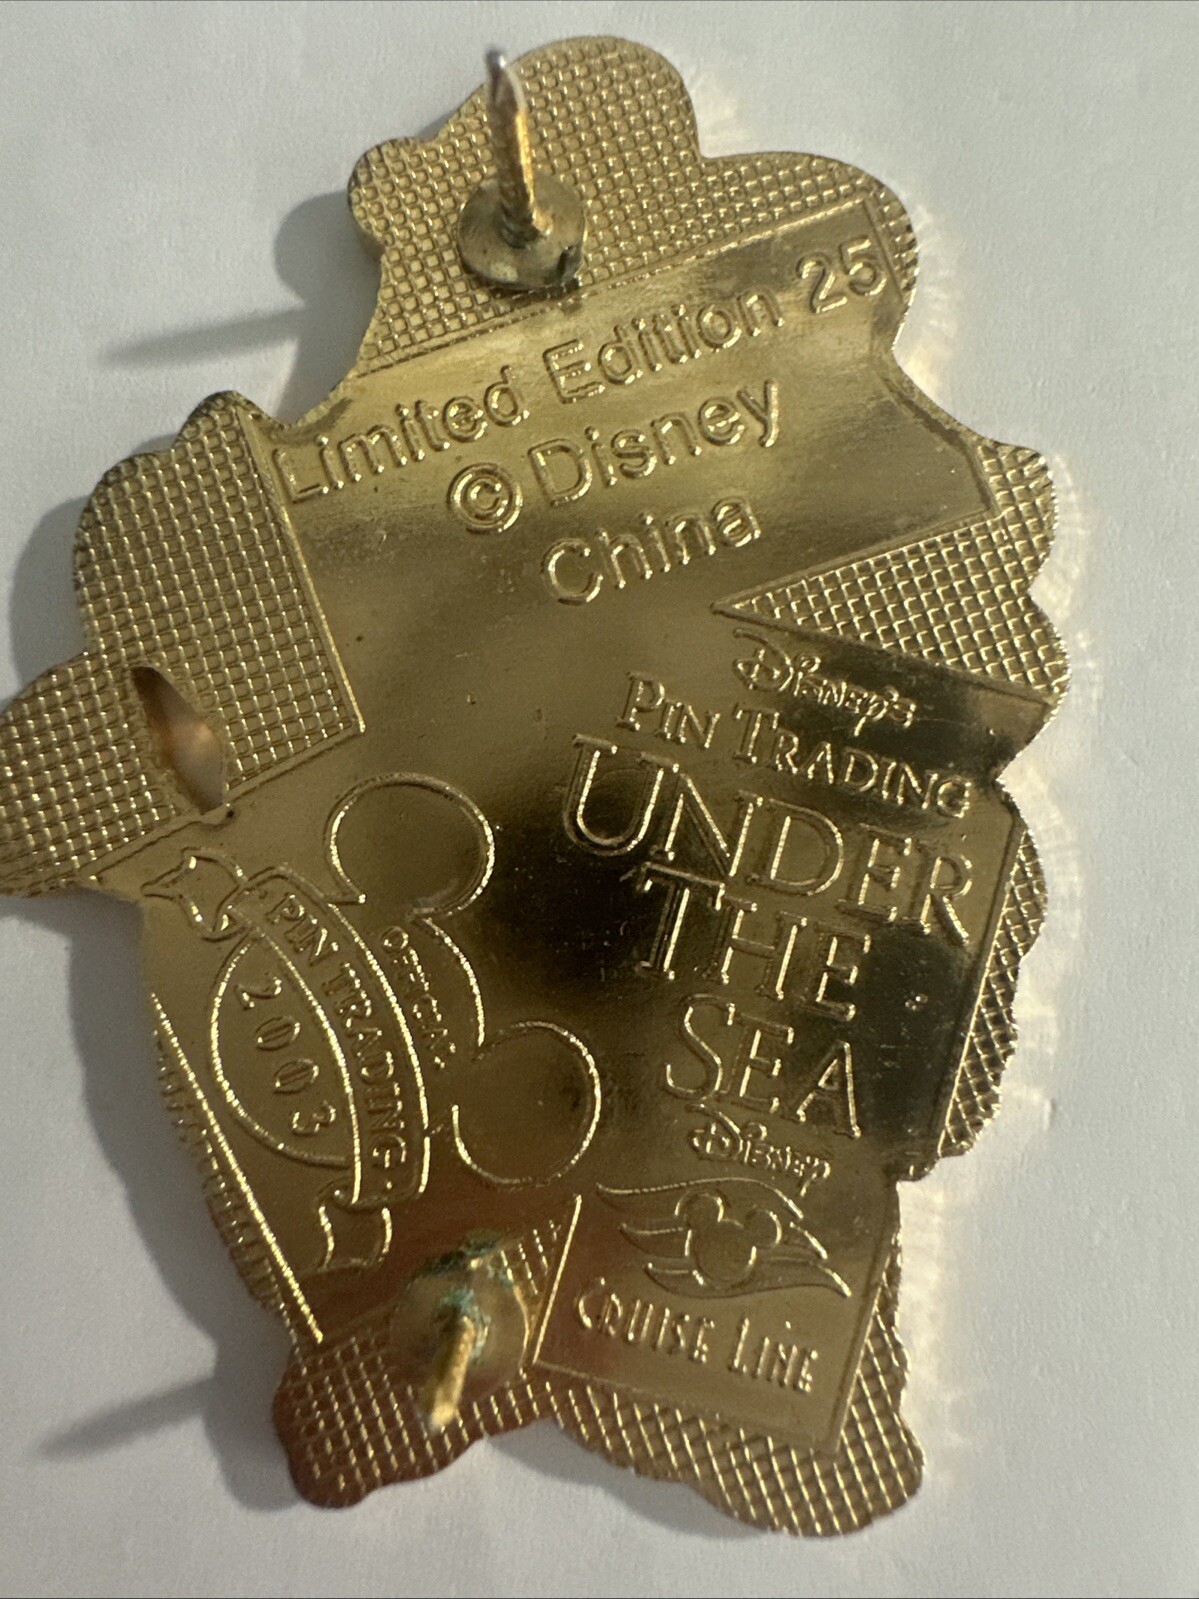 Limited Edition 25
© Disney
China
Disney's
PIN TRADING
UNDER
THE
SEA
Disney
CRUISE LINE
OFFICIAL
PIN TRADING
2003